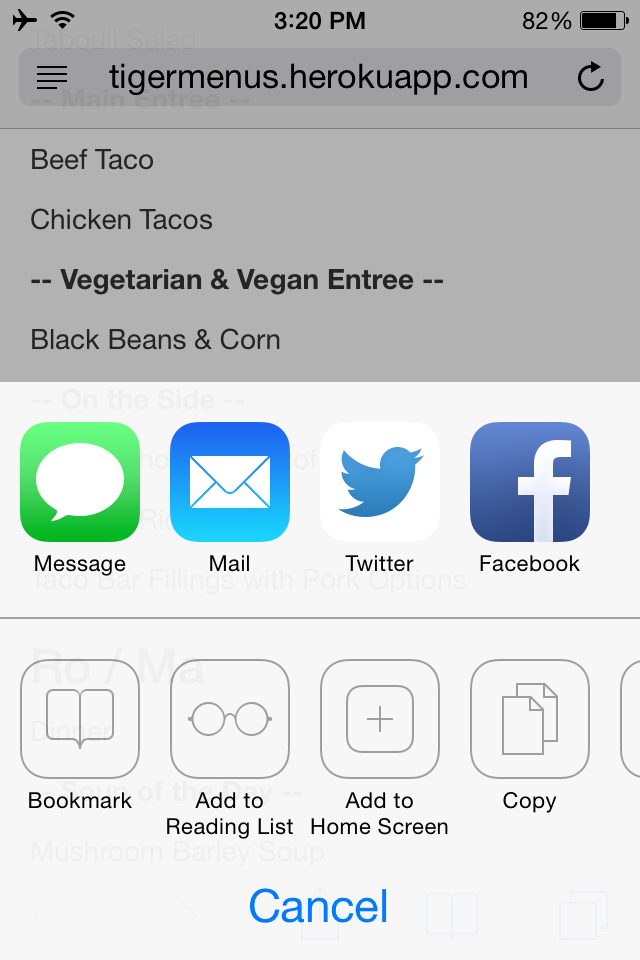 3:20 PM 82%
Tabouli Salad
tigermenus.herokuapp.com
-- Main Entree --
Beef Taco
Chicken Tacos
-- Vegetarian & Vegan Entree --
Black Beans & Corn
-- On the Side --
Message Mail Twitter Facebook
Taco Bar Fillings with Pork Options
Ro / Ma
Dinner
-- Soup of the Day --
Bookmark Add to Reading List Add to Home Screen Copy
Mushroom Barley Soup
Cancel